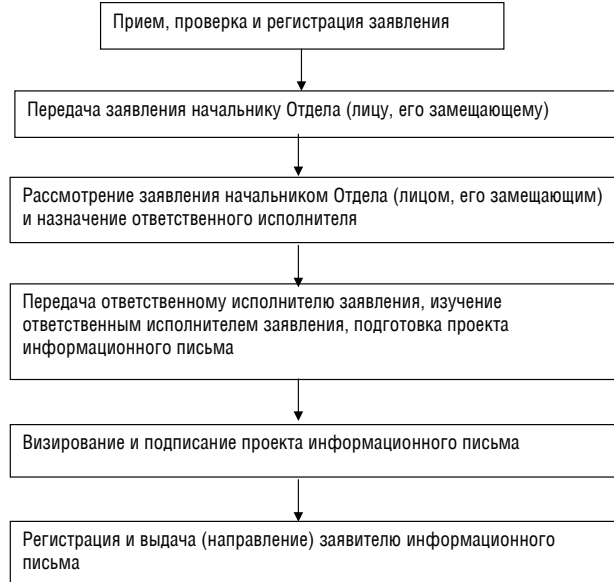 Прием, проверка и регистрация заявления
Передача заявления начальнику Отдела (лицу, его замещающему)
Рассмотрение заявления начальником Отдела (лицом, его замещающим)
и назначение ответственного исполнителя
Передача ответственному исполнителю заявления, изучение
ответственным исполнителем заявления, подготовка проекта
информационного письма
Визирование и подписание проекта информационного письма
Регистрация и выдача (направление) заявителю информационного
письма